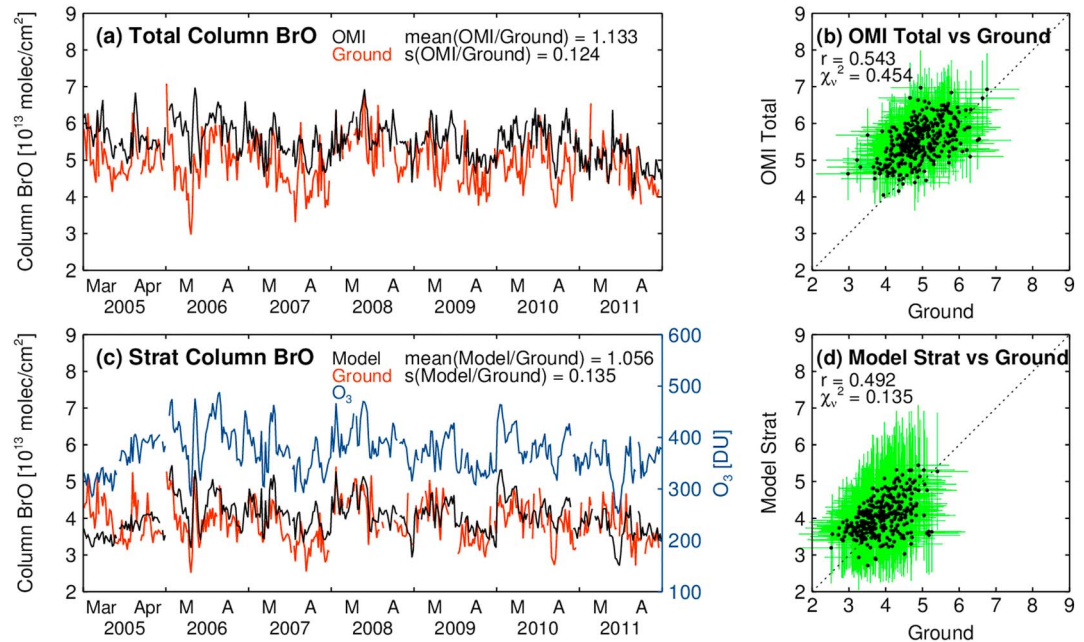 (a) Total Column BrO
OMI mean(OMI/Ground) = 1.133
Ground s(OMI/Ground) = 0.124
Column BrO [10¹³ molec/cm²]
9
8
7
6
5
4
3
2
Mar Apr M A M A M A M A M A M A
2005 2006 2007 2008 2009 2010 2011
(b) OMI Total vs Ground
r = 0.543
χᵥ² = 0.454
OMI Total
9
8
7
6
5
4
3
2
2 3 4 5 6 7 8 9
Ground
(c) Strat Column BrO
Model mean(Model/Ground) = 1.056
Ground s(Model/Ground) = 0.135
O₃
Column BrO [10¹³ molec/cm²]
9
8
7
6
5
4
3
2
600
500
400
300
200
100
O₃ [DU]
Mar Apr M A M A M A M A M A M A
2005 2006 2007 2008 2009 2010 2011
(d) Model Strat vs Ground
r = 0.492
χᵥ² = 0.135
Model Strat
9
8
7
6
5
4
3
2
2 3 4 5 6 7 8 9
Ground